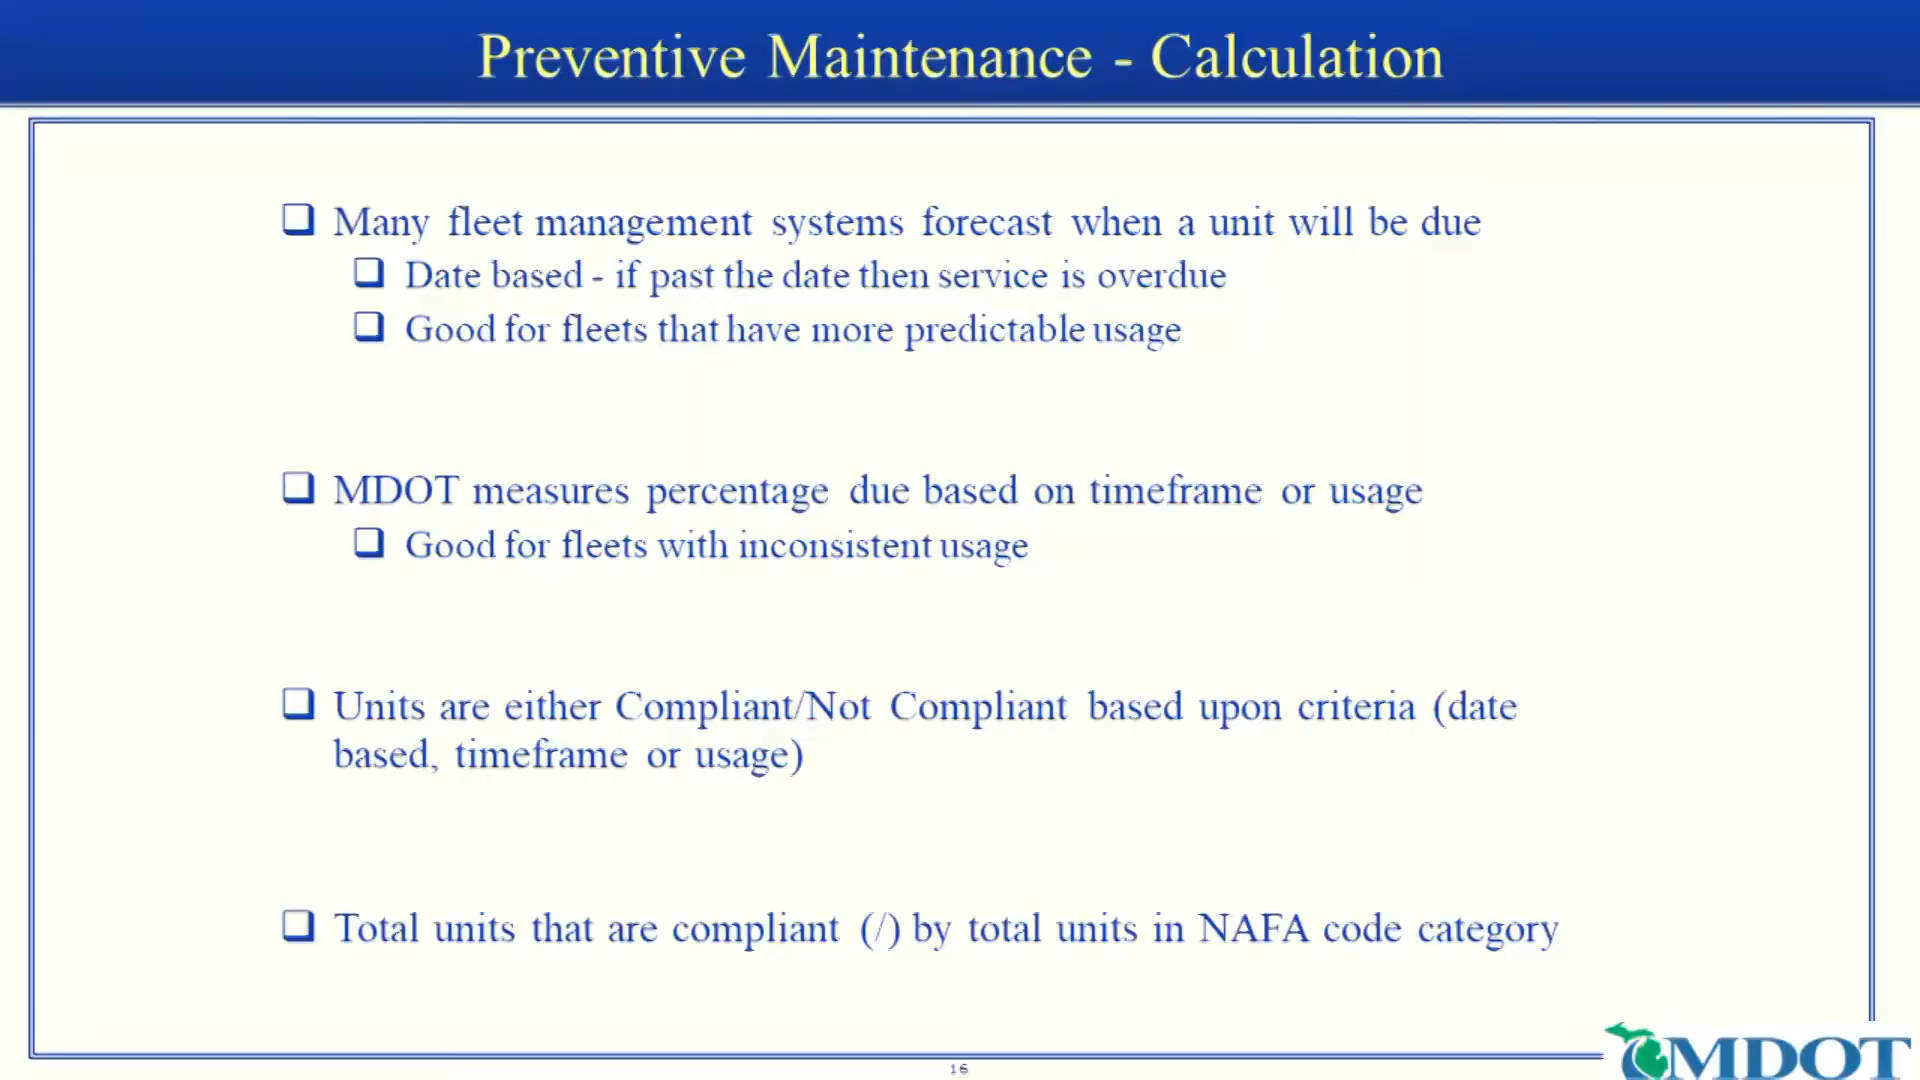 Preventive Maintenance - Calculation
Many fleet management systems forecast when a unit will be due
Date based - if past the date then service is overdue
Good for fleets that have more predictable usage
MDOT measures percentage due based on timeframe or usage
Good for fleets with inconsistent usage
Units are either Compliant/Not Compliant based upon criteria (date
based, timeframe or usage)
Total units that are compliant (/) by total units in NAFA code category
16
MDOT